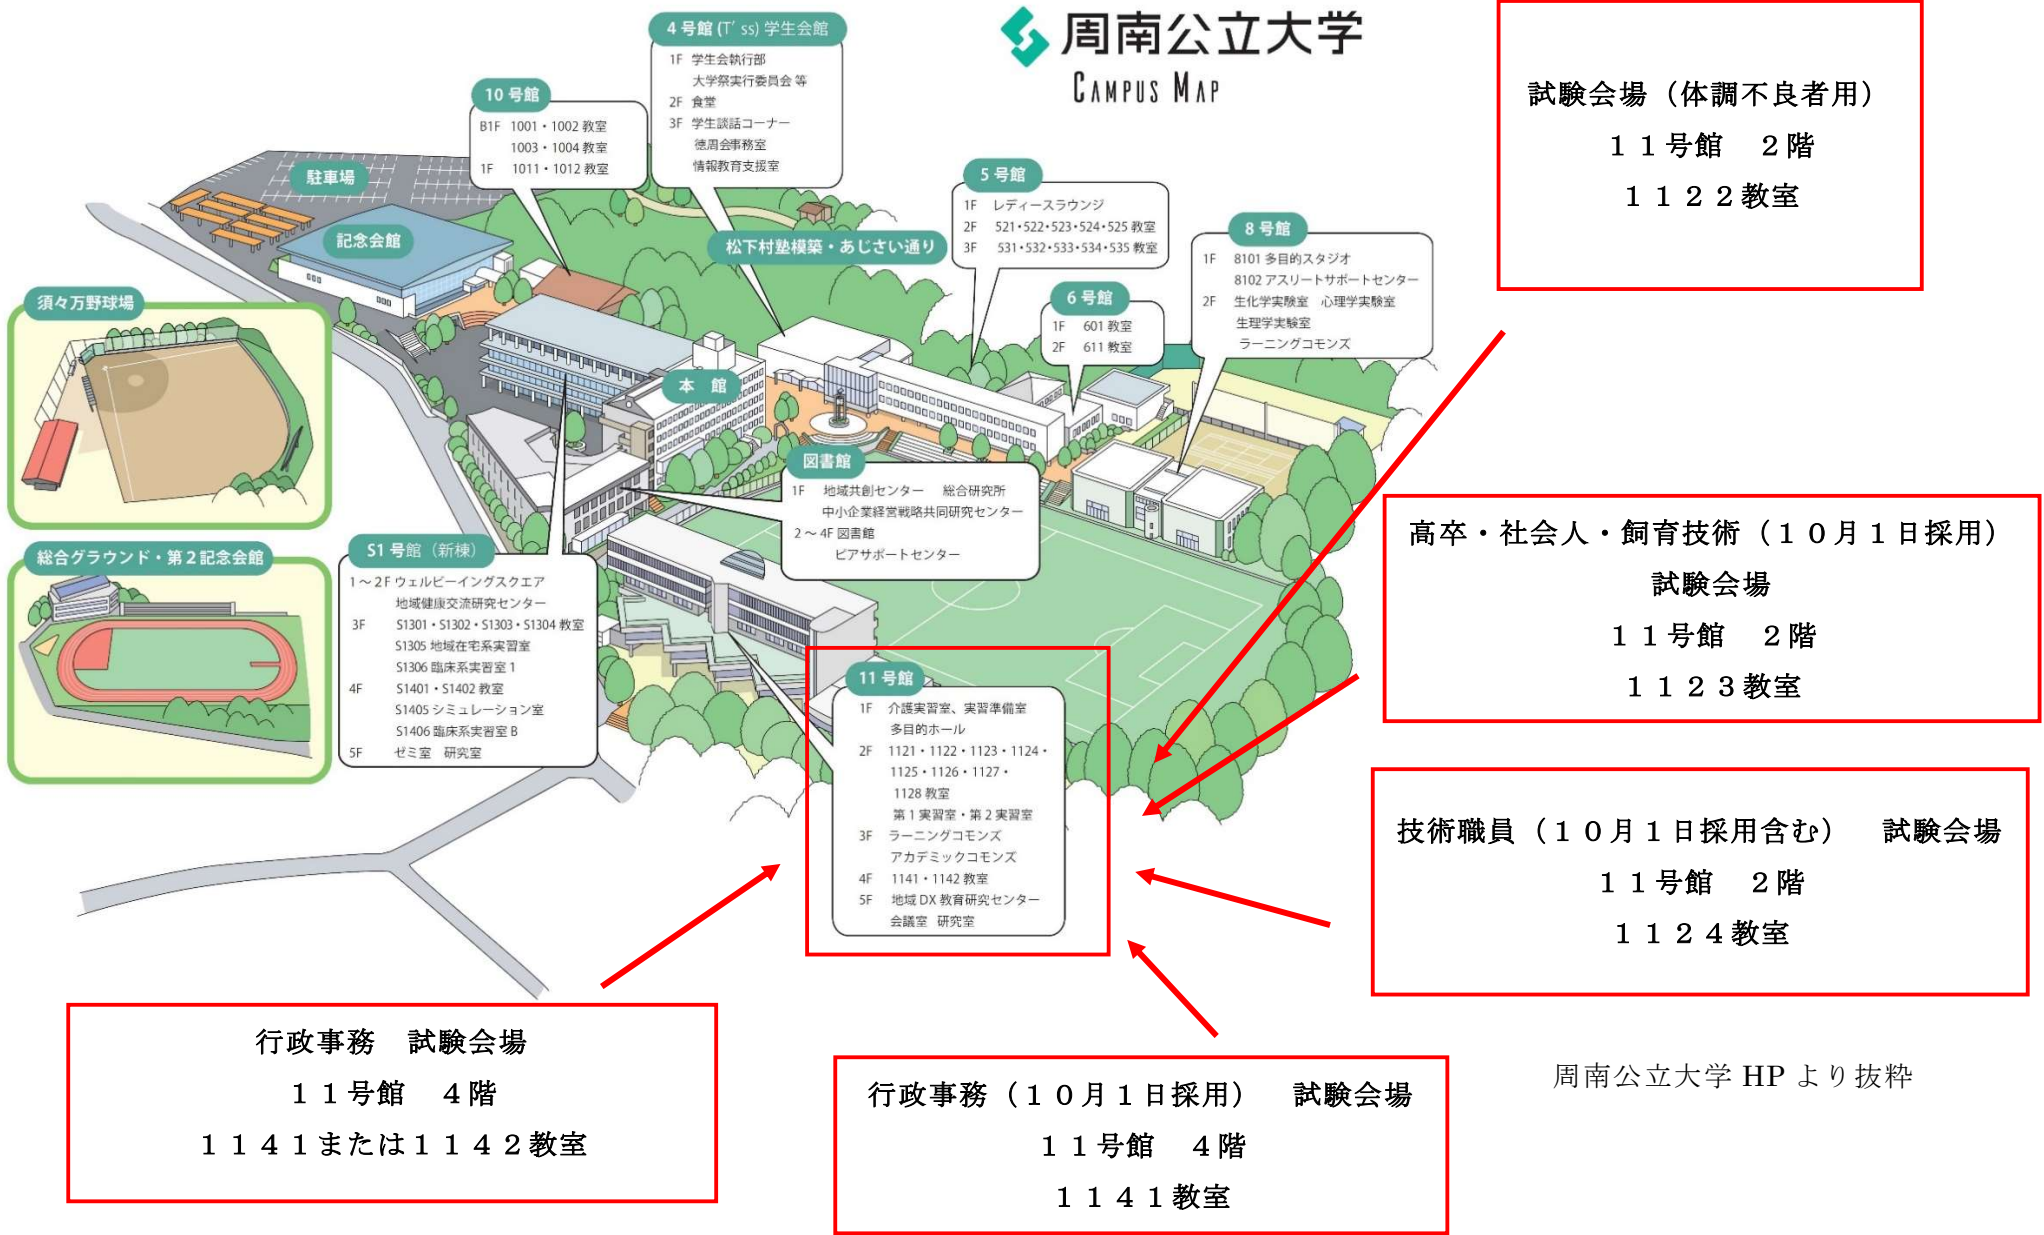 周南公立大学
CAMPUS MAP
4号館 (T'ss) 学生会館
1F 学生会執行部
大学祭実行委員会 等
2F 食堂
3F 学生談話コーナー
徳周会事務室
情報教育支援室
10号館
B1F 1001・1002 教室
1003・1004 教室
1F 1011・1012 教室
駐車場
記念会館
松下村塾模築・あじさい通り
5号館
1F レディースラウンジ
2F 521・522・523・524・525 教室
3F 531・532・533・534・535 教室
6号館
1F 601 教室
2F 611 教室
8号館
1F 8101 多目的スタジオ
8102 アスリートサポートセンター
2F 生化学実験室 心理学実験室
生理学実験室
ラーニングコモンズ
須々万野球場
総合グラウンド・第2記念会館
本 館
図書館
1F 地域共創センター 総合研究所
中小企業経営戦略共同研究センター
2～4F 図書館
ピアサポートセンター
S1号館（新棟）
1～2F ウェルビーイングスクエア
地域健康交流研究センター
3F S1301・S1302・S1303・S1304 教室
S1305 地域在宅系実習室
S1306 臨床系実習室 1
4F S1401・S1402 教室
S1405 シミュレーション室
S1406 臨床系実習室 B
5F ゼミ室 研究室
11号館
1F 介護実習室、実習準備室
多目的ホール
2F 1121・1122・1123・1124・
1125・1126・1127・
1128 教室
第1実習室・第2実習室
3F ラーニングコモンズ
アカデミックコモンズ
4F 1141・1142 教室
5F 地域 DX 教育研究センター
会議室 研究室
試験会場（体調不良者用）
１１号館　２階
１１２２教室
高卒・社会人・飼育技術（１０月１日採用）
試験会場
１１号館　２階
１１２３教室
技術職員（１０月１日採用含む）　試験会場
１１号館　２階
１１２４教室
行政事務　試験会場
１１号館　４階
１１４１または１１４２教室
行政事務（１０月１日採用）　試験会場
１１号館　４階
１１４１教室
周南公立大学 HP より抜粋